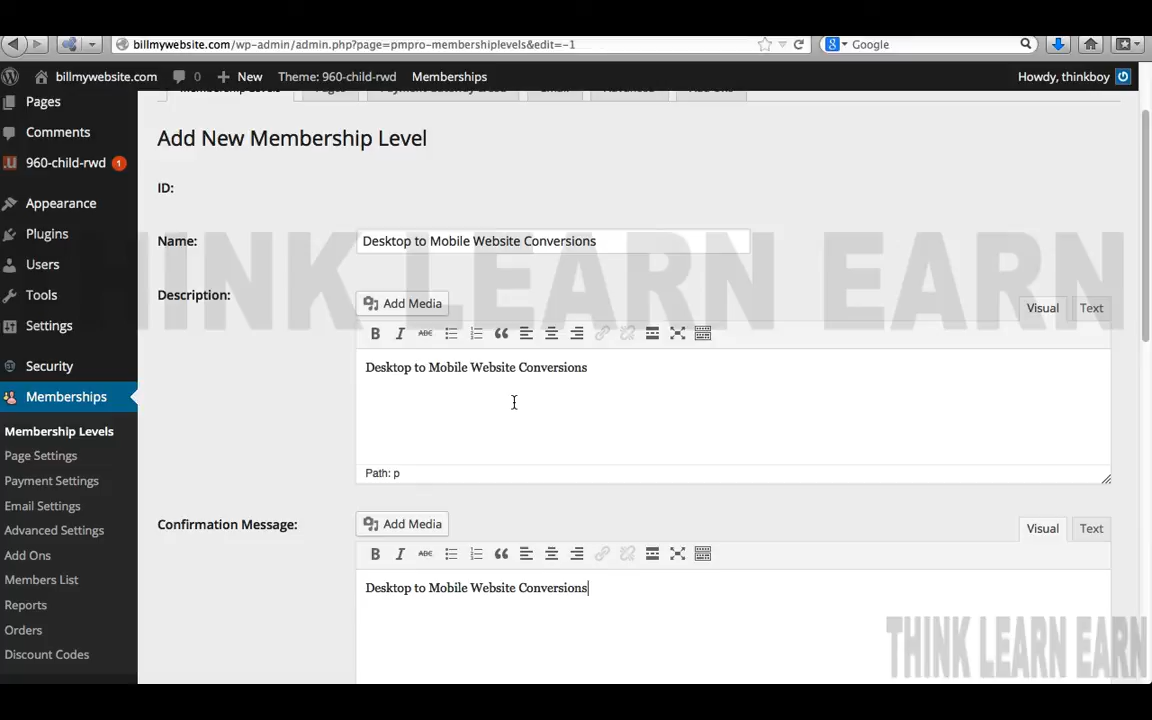 billmywebsite.com/wp-admin/admin.php?page=pmpro-membershiplevels&edit=-1
Google
billmywebsite.com 0 New Theme: 960-child-rwd Memberships Howdy, thinkboy
Pages
Comments
960-child-rwd 1
Appearance
Plugins
Users
Tools
Settings
Security
Memberships
Membership Levels
Page Settings
Payment Settings
Email Settings
Advanced Settings
Add Ons
Members List
Reports
Orders
Discount Codes
Add New Membership Level
ID:
Name: Desktop to Mobile Website Conversions
THINK LEARN EARN
Description: Add Media
Visual Text
B I ABC
Desktop to Mobile Website Conversions
Path: p
Confirmation Message: Add Media
Visual Text
B I ABC
Desktop to Mobile Website Conversions
THINK LEARN EARN